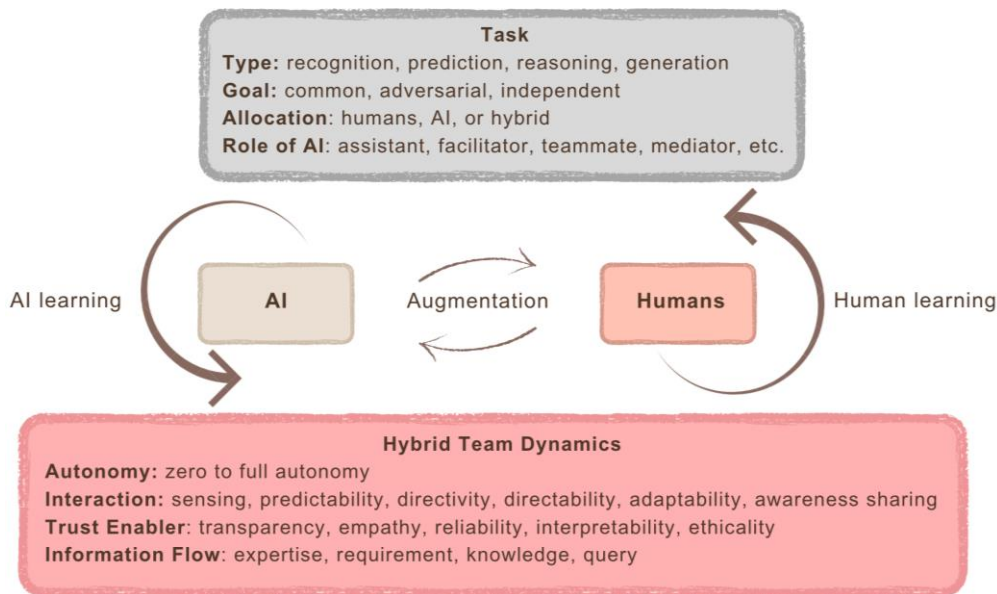 Task
Type: recognition, prediction, reasoning, generation
Goal: common, adversarial, independent
Allocation: humans, AI, or hybrid
Role of AI: assistant, facilitator, teammate, mediator, etc.
AI learning
AI
Augmentation
Humans
Human learning
Hybrid Team Dynamics
Autonomy: zero to full autonomy
Interaction: sensing, predictability, directivity, directability, adaptability, awareness sharing
Trust Enabler: transparency, empathy, reliability, interpretability, ethicality
Information Flow: expertise, requirement, knowledge, query